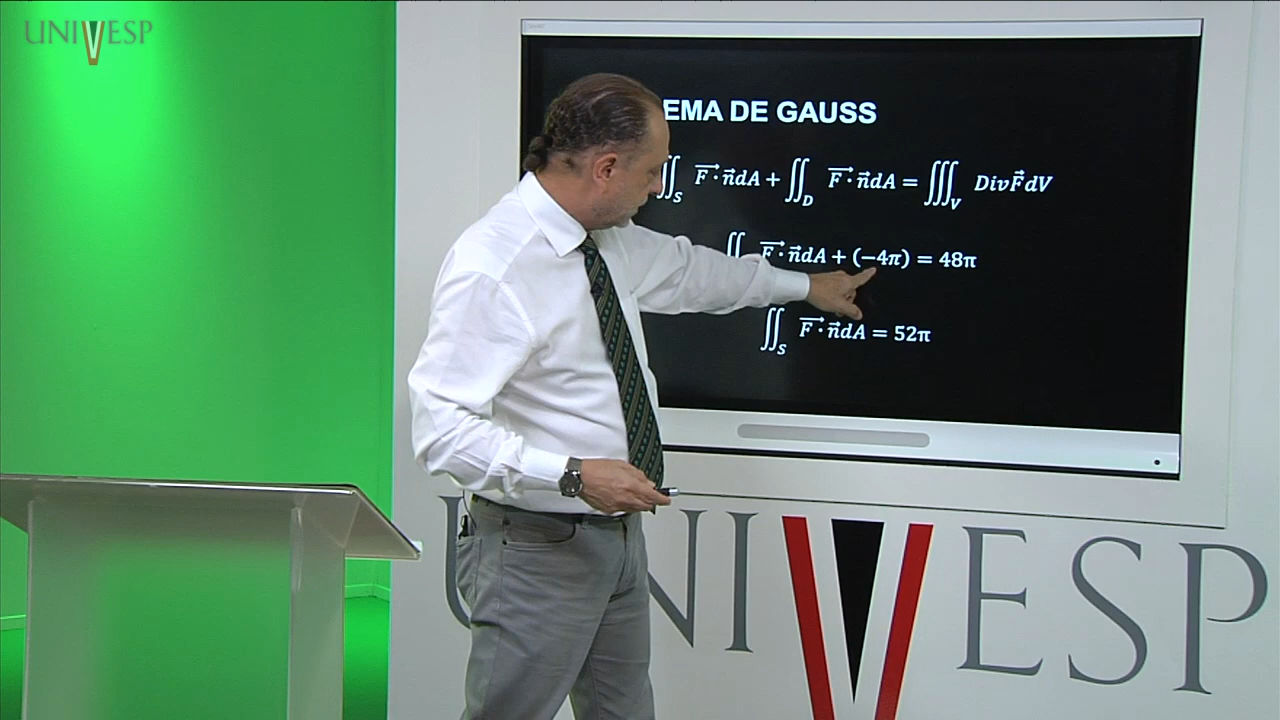 UNIVESP
EMA DE GAUSS
∬_S F⃗·n⃗dA + ∬_D F⃗·n⃗dA = ∭_V DivF⃗dV
F⃗·n⃗dA + (−4π) = 48π
∬_S F⃗·n⃗dA = 52π
UNIVESP